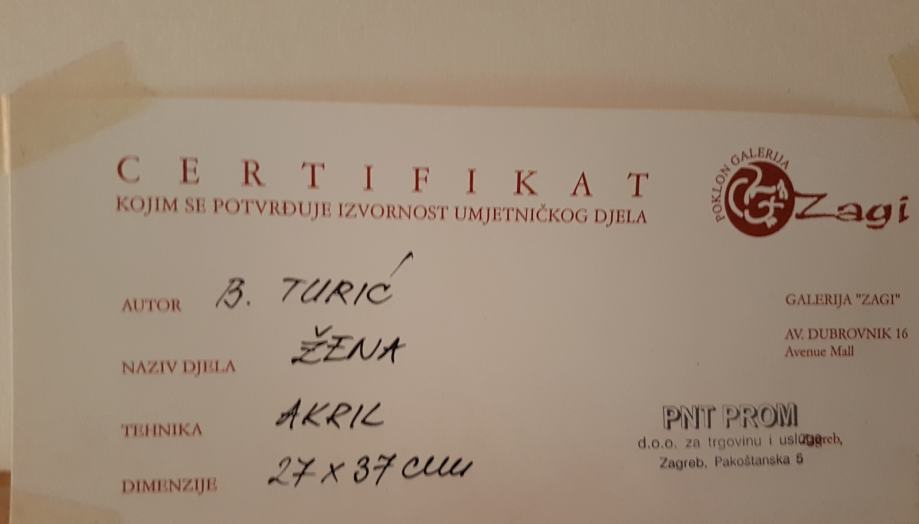 CERTIFIKAT
KOJIM SE POTVRĐUJE IZVORNOST UMJETNIČKOG DJELA
POKLON GALERIJA
Zagi
AUTOR B. TURIĆ
NAZIV DJELA ŽENA
TEHNIKA AKRIL
DIMENZIJE 27 x 37 cm
GALERIJA "ZAGI"
AV. DUBROVNIK 16
Avenue Mall
PNT PROM
d.o.o. za trgovinu i usluge
Zagreb,
Zagreb, Pakoštanska 5